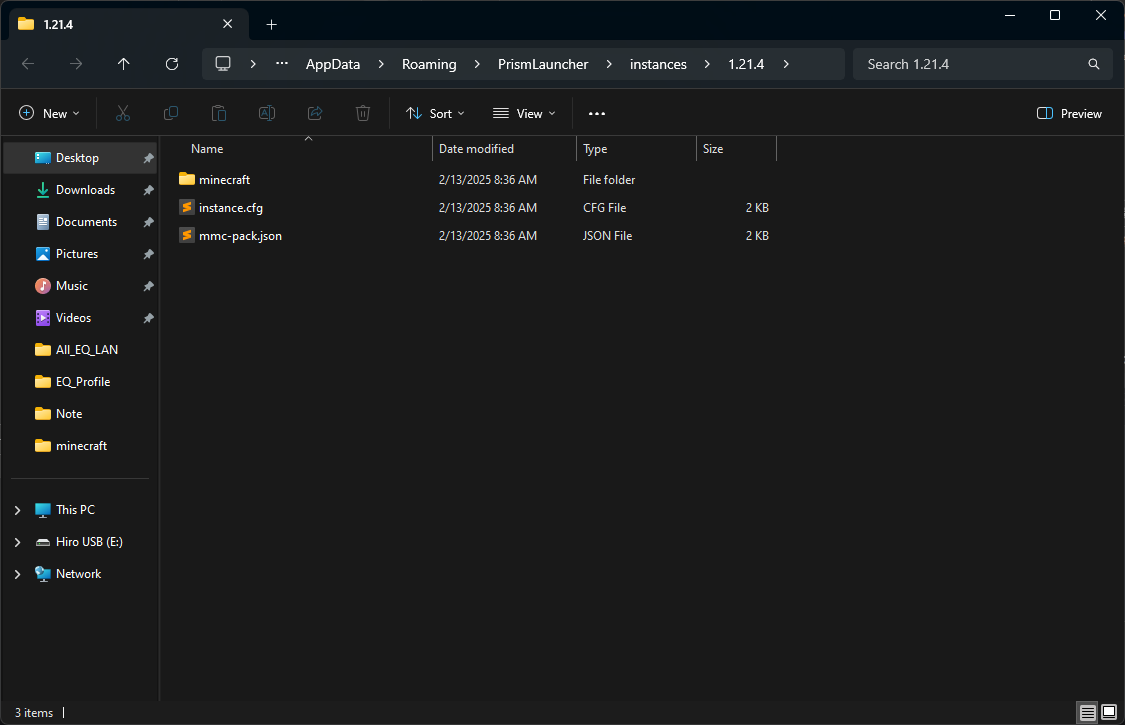 1.21.4
AppData Roaming PrismLauncher instances 1.21.4 Search 1.21.4
New Sort View Preview
Name Date modified Type Size
minecraft 2/13/2025 8:36 AM File folder
instance.cfg 2/13/2025 8:36 AM CFG File 2 KB
mmc-pack.json 2/13/2025 8:36 AM JSON File 2 KB
Desktop
Downloads
Documents
Pictures
Music
Videos
All_EQ_LAN
EQ_Profile
Note
minecraft
This PC
Hiro USB (E:)
Network
3 items